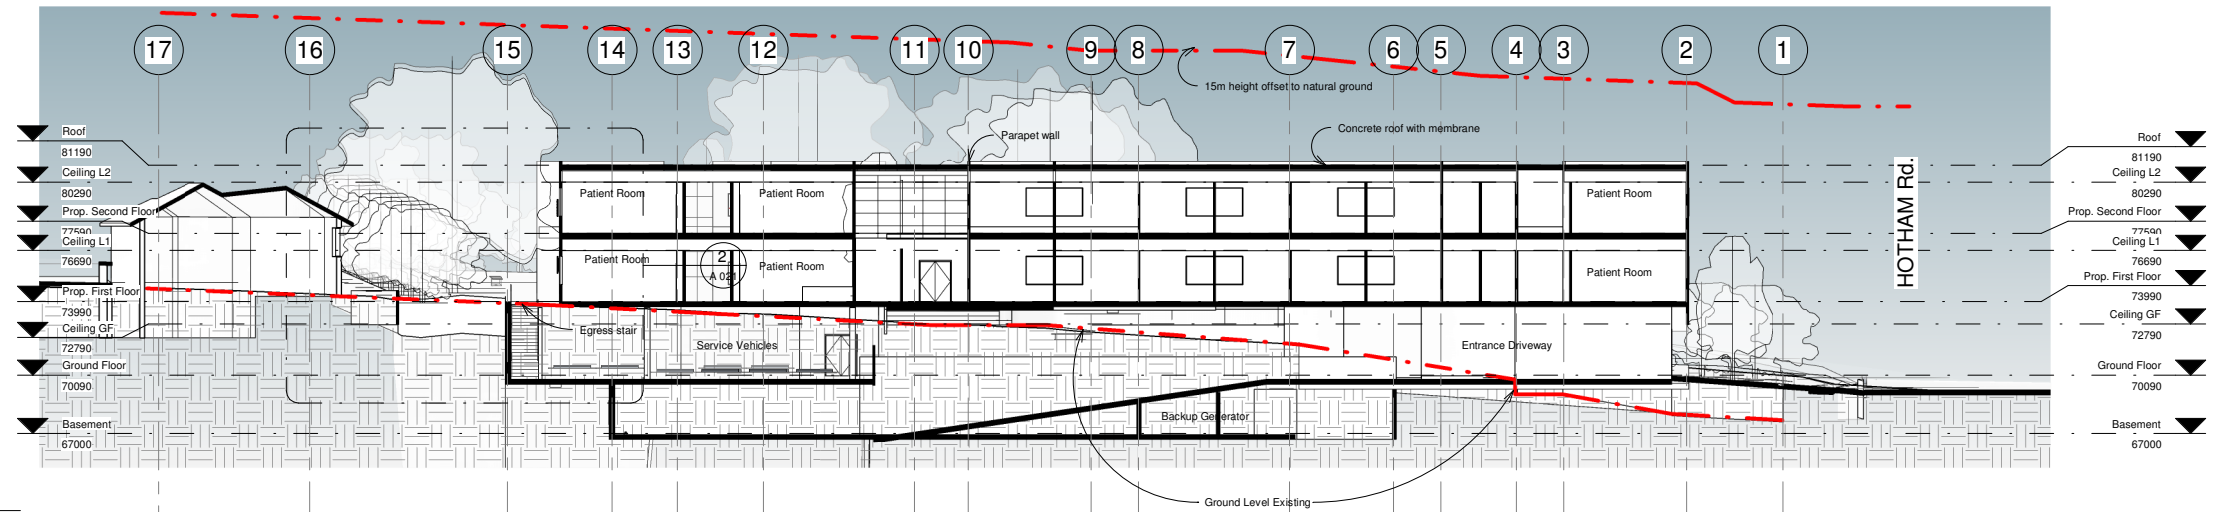 17 16 15 14 13 12 11 10 9 8 7 6 5 4 3 2 1
15m height offset to natural ground
Parapet wall
Concrete roof with membrane
Roof
81190
Ceiling L2
80290
Prop. Second Floor
77590
Ceiling L1
76690
Prop. First Floor
73990
Ceiling GF
72790
Ground Floor
70090
Basement
67000
Patient Room
Patient Room
Patient Room
Patient Room
Patient Room
Patient Room
2
A 021
Egress stair
Service Vehicles
Entrance Driveway
Backup Generator
Ground Level Existing
HOTHAM Rd.
Roof
81190
Ceiling L2
80290
Prop. Second Floor
77590
Ceiling L1
76690
Prop. First Floor
73990
Ceiling GF
72790
Ground Floor
70090
Basement
67000